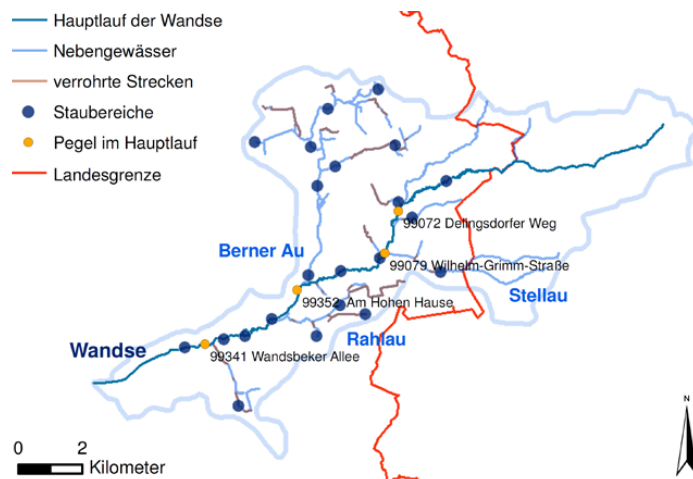 Hauptlauf der Wandse
Nebengewässer
verrohrte Strecken
Staubereiche
Pegel im Hauptlauf
Landesgrenze
99072 Delingsdorfer Weg
Berner Au
99079 Wilhelm-Grimm-Straße
Stellau
99352 Am Hohen Hause
Rahlau
Wandse
99341 Wandsbeker Allee
N
0 2
Kilometer